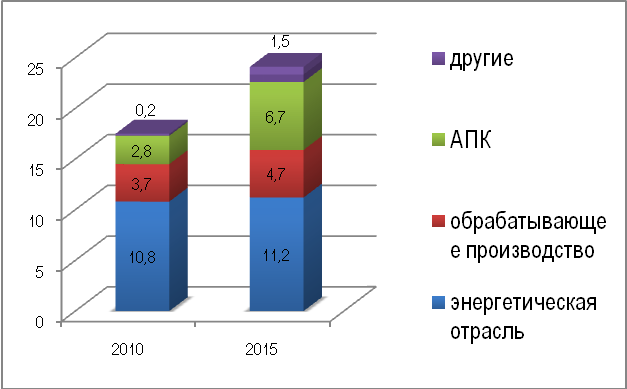 1,5
25
20
15
10
5
0
0,2
2,8
3,7
10,8
6,7
4,7
11,2
2010
2015
другие
АПК
обрабатывающе
е производство
энергетическая
отрасль